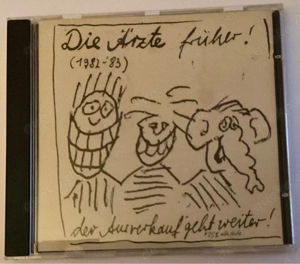 Die Ärzte früher!
(1982-'83)
der Ausverkauf geht weiter!